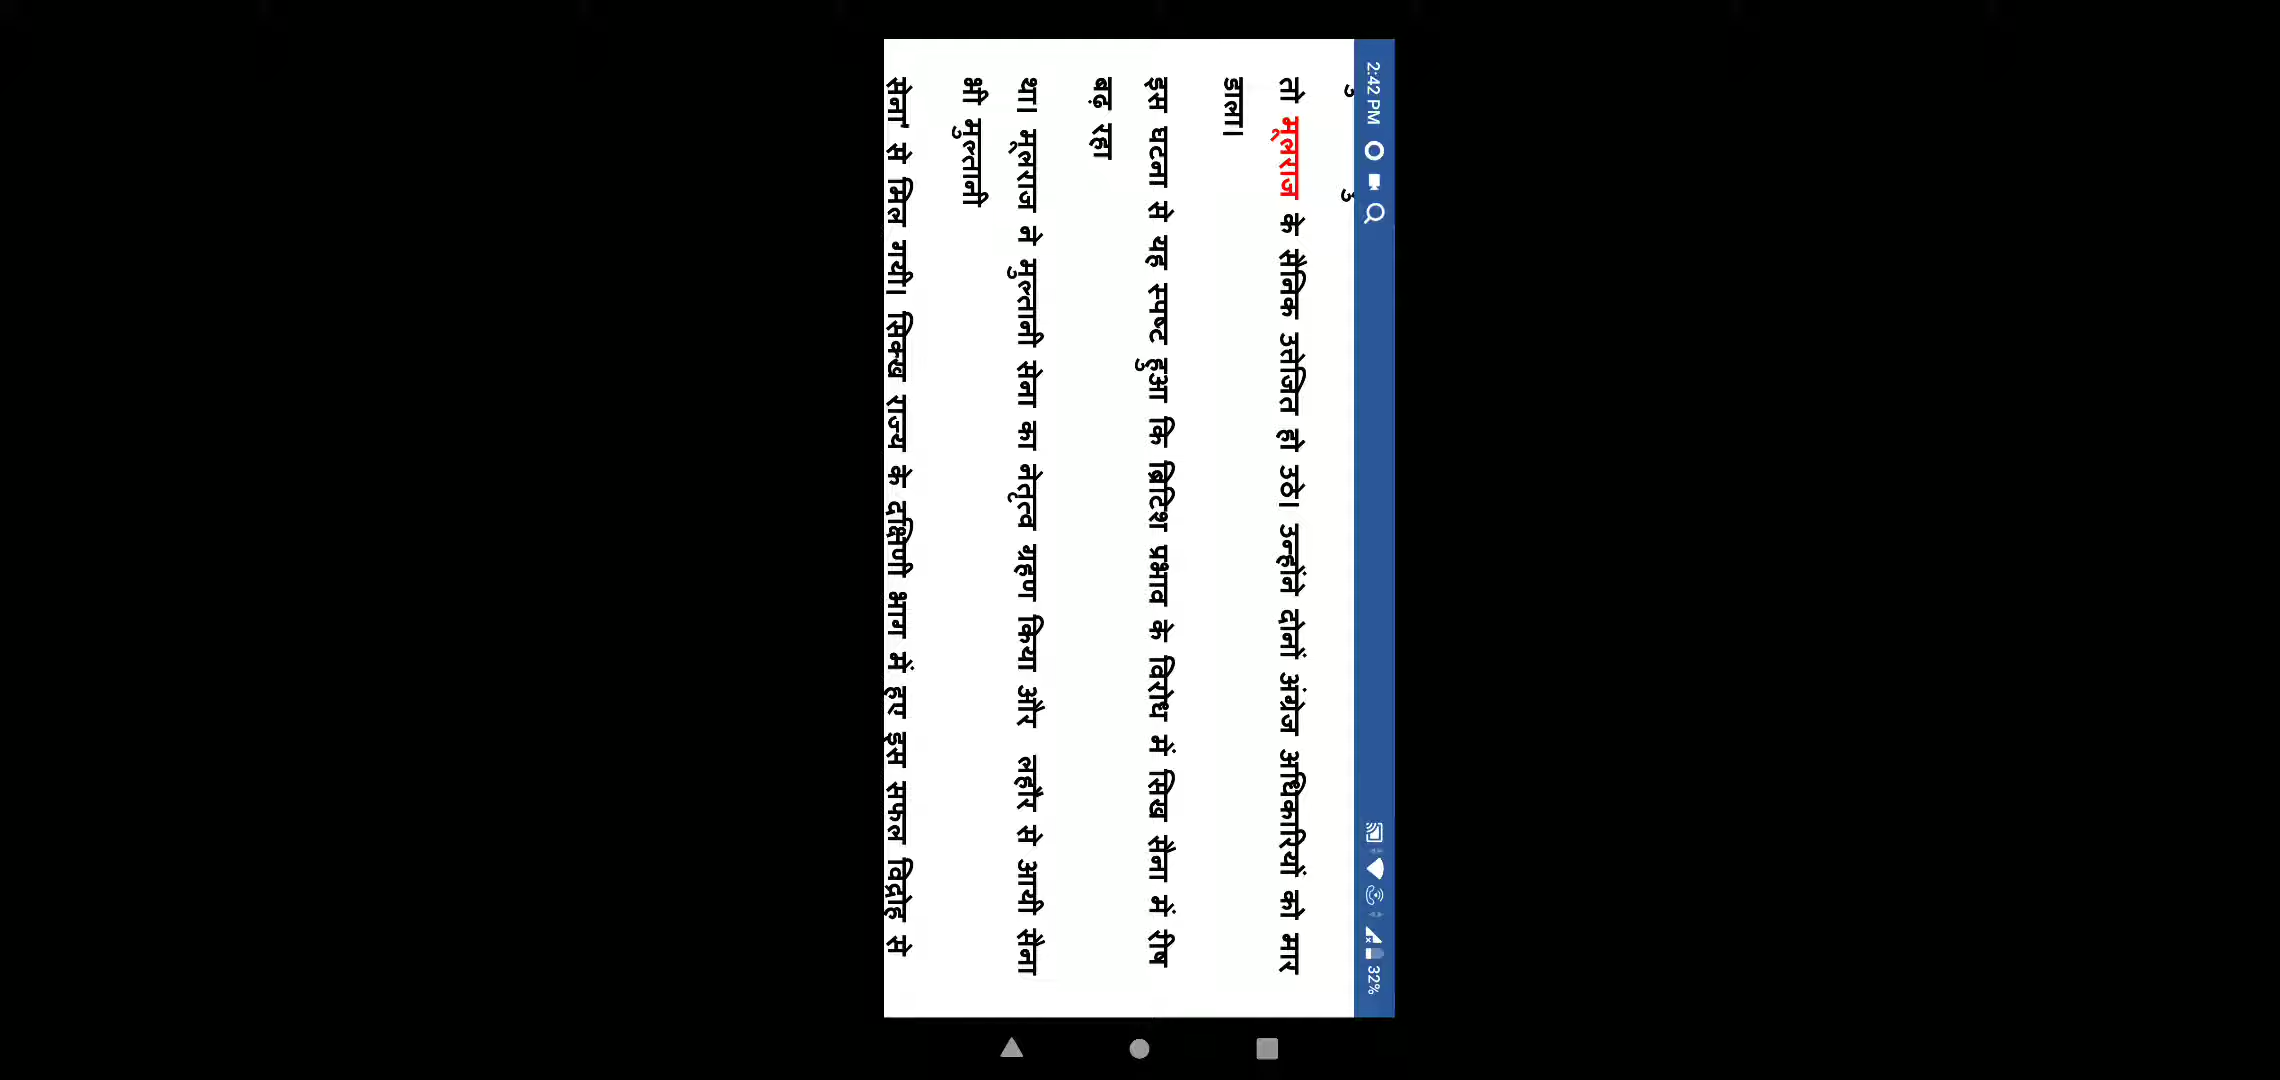 2:42 PM
32%
तो मूलराज के सैनिक उत्तेजित हो उठे। उन्होंने दोनों अंग्रेज अधिकारियों को मार
डाला।
इस घटना से यह स्पष्ट हुआ कि ब्रिटिश प्रभाव के विरोध में सिख सैना में रोष
बढ़ रहा
था। मूलराज ने मुल्तानी सेना का नेतृत्व ग्रहण किया और लहौर से आयी सैना
भी मुल्तानी
सेना' से मिल गयी। सिक्ख राज्य के दक्षिणी भाग में हुए इस सफल विद्रोह से